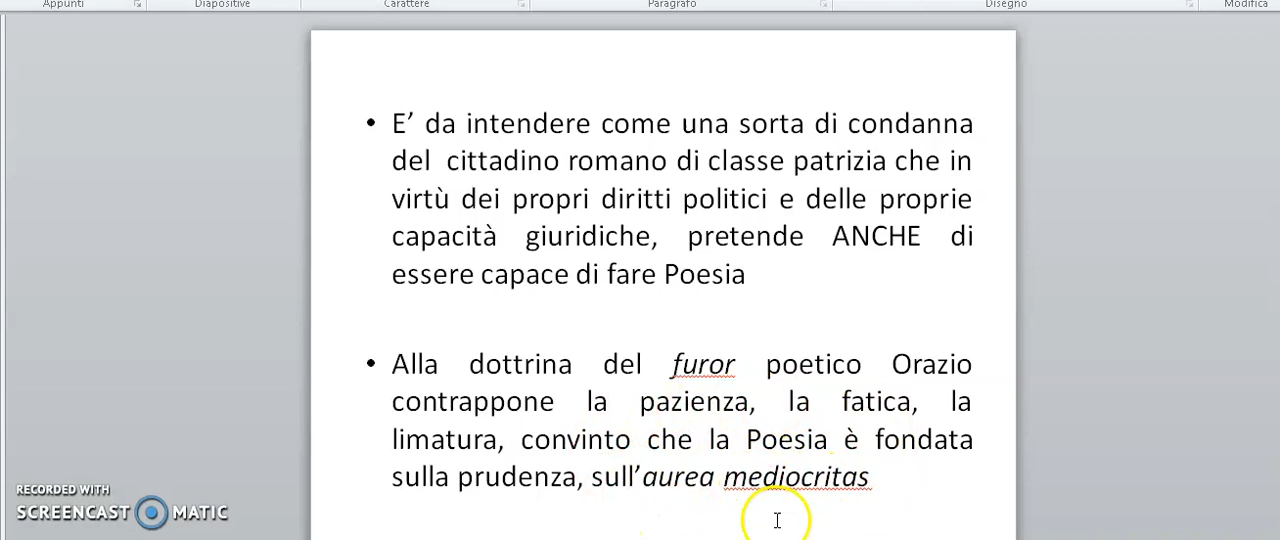 Appunti Diapositive Carattere Paragrafo Disegno Modifica
• E’ da intendere come una sorta di condanna
del cittadino romano di classe patrizia che in
virtù dei propri diritti politici e delle proprie
capacità giuridiche, pretende ANCHE di
essere capace di fare Poesia
• Alla dottrina del furor poetico Orazio
contrappone la pazienza, la fatica, la
limatura, convinto che la Poesia è fondata
sulla prudenza, sull’aurea mediocritas
RECORDED WITH
SCREENCAST MATIC